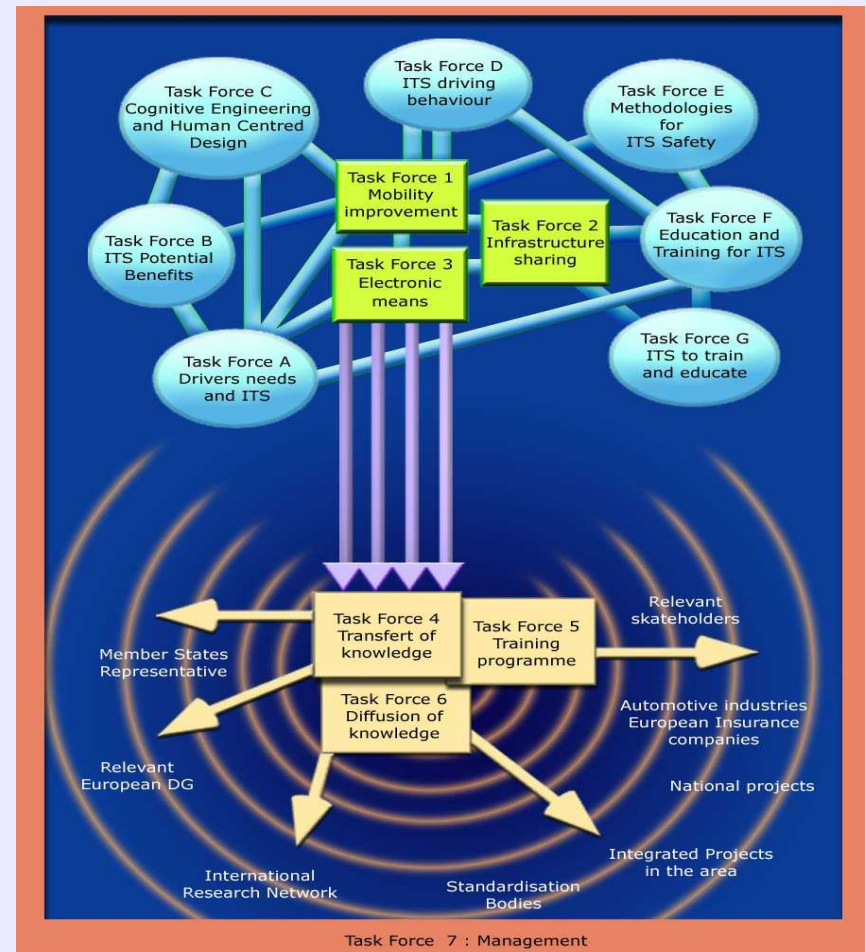 Task Force C
Cognitive Engineering
and Human Centred
Design
Task Force D
ITS driving
behaviour
Task Force E
Methodologies
for
ITS Safety
Task Force 1
Mobility
improvement
Task Force 2
Infrastructure
sharing
Task Force F
Education and
Training for ITS
Task Force B
ITS Potential
Benefits
Task Force 3
Electronic
means
Task Force A
Drivers needs
and ITS
Task Force G
ITS to train
and educate
Task Force 4
Transfert of
knowledge
Task Force 5
Training
programme
Relevant
skateholders
Member States
Representative
Task Force 6
Diffusion of
knowledge
Automotive industries
European Insurance
companies
Relevant
European DG
National projects
International
Research Network
Standardisation
Bodies
Integrated Projects
in the area
Task Force 7 : Management